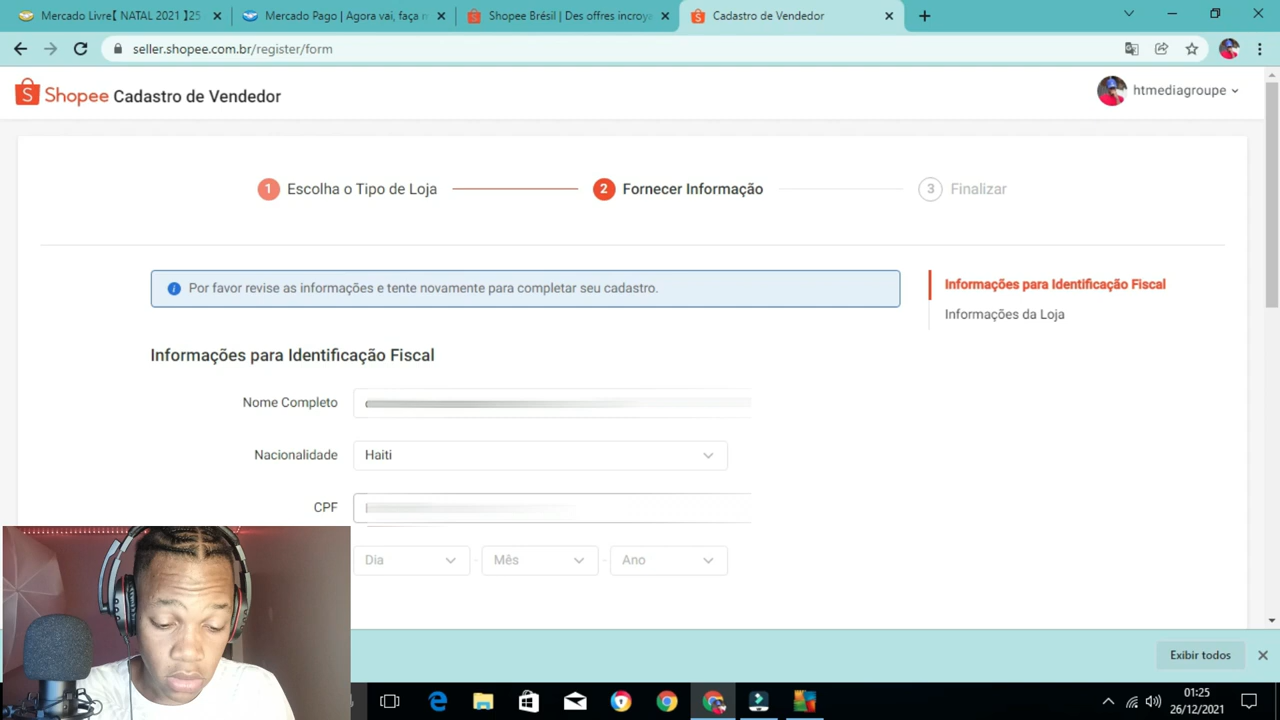 Mercado Livre【 NATAL 2021 】25
Mercado Pago | Agora vai, faça m
Shopee Brésil | Des offres incroya
Cadastro de Vendedor
seller.shopee.com.br/register/form
Shopee Cadastro de Vendedor
htmediagroupe
1 Escolha o Tipo de Loja
2 Fornecer Informação
3 Finalizar
Por favor revise as informações e tente novamente para completar seu cadastro.
Informações para Identificação Fiscal
Informações da Loja
Informações para Identificação Fiscal
Nome Completo
Nacionalidade
Haiti
CPF
Dia - Mês - Ano
Exibir todos
01:25
26/12/2021